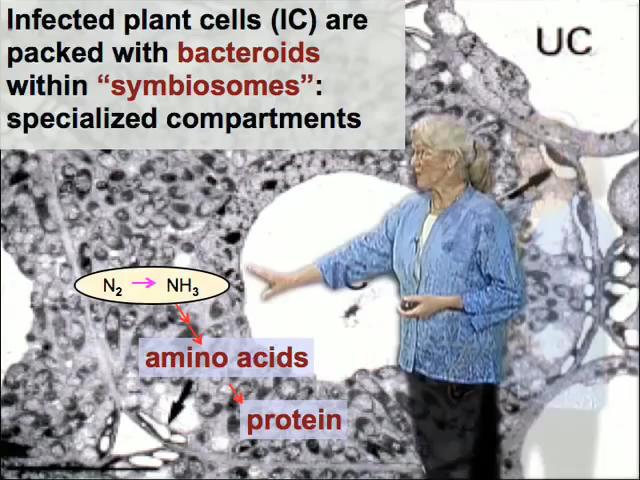 Infected plant cells (IC) are
packed with bacteroids
within “symbiosomes”:
specialized compartments
UC
N2 → NH3
amino acids
protein